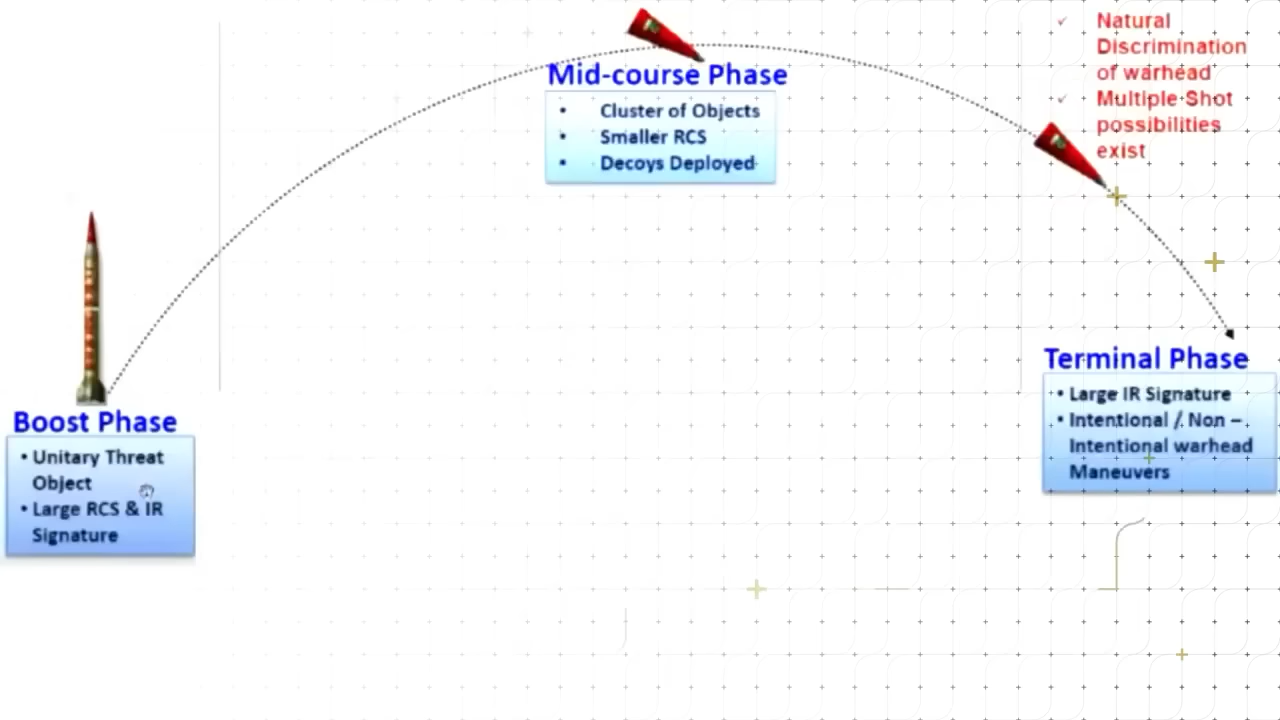 Natural
Discrimination
of warhead
Multiple Shot
possibilities
exist
Mid-course Phase
Cluster of Objects
Smaller RCS
Decoys Deployed
Terminal Phase
• Large IR Signature
• Intentional / Non –
Intentional warhead
Maneuvers
Boost Phase
• Unitary Threat
Object
• Large RCS & IR
Signature